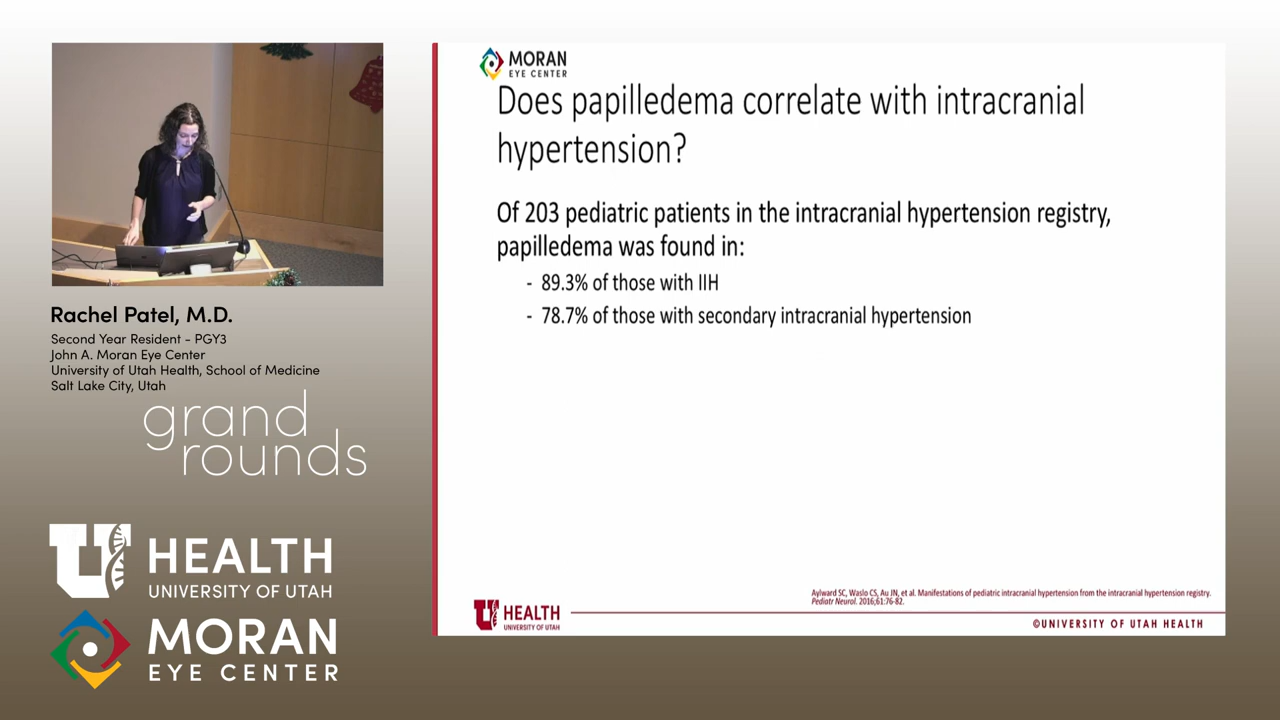 Rachel Patel, M.D.
Second Year Resident - PGY3
John A. Moran Eye Center
University of Utah Health, School of Medicine
Salt Lake City, Utah
grand
rounds
U HEALTH
UNIVERSITY OF UTAH
MORAN
EYE CENTER
MORAN
EYE CENTER
Does papilledema correlate with intracranial
hypertension?
Of 203 pediatric patients in the intracranial hypertension registry,
papilledema was found in:
- 89.3% of those with IIH
- 78.7% of those with secondary intracranial hypertension
Aylward SC, Waslo CS, Au JN, et al. Manifestations of pediatric intracranial hypertension from the intracranial hypertension registry.
Pediatr Neurol. 2016;61:76-82.
U HEALTH
UNIVERSITY OF UTAH
©UNIVERSITY OF UTAH HEALTH